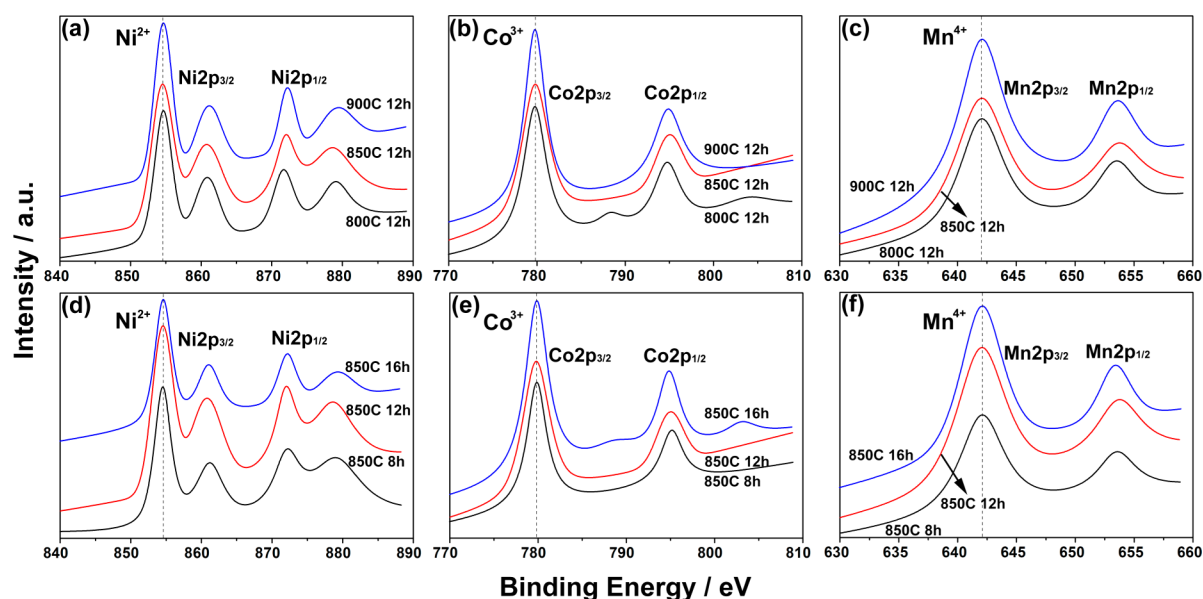 Intensity / a.u.
(a)
Ni2+
Ni2p3/2
Ni2p1/2
900C 12h
850C 12h
800C 12h
840 850 860 870 880 890
(b)
Co3+
Co2p3/2
Co2p1/2
900C 12h
850C 12h
800C 12h
770 780 785 790 795 800 810
(c)
Mn4+
Mn2p3/2
Mn2p1/2
900C 12h
850C 12h
800C 12h
630 635 640 645 650 655 660
(d)
Ni2+
Ni2p3/2
Ni2p1/2
850C 16h
850C 12h
850C 8h
840 850 860 870 880 890
(e)
Co3+
Co2p3/2
Co2p1/2
850C 16h
850C 12h
850C 8h
770 780 785 790 795 800 810
(f)
Mn4+
Mn2p3/2
Mn2p1/2
850C 16h
850C 12h
850C 8h
630 635 640 645 650 655 660
Binding Energy / eV